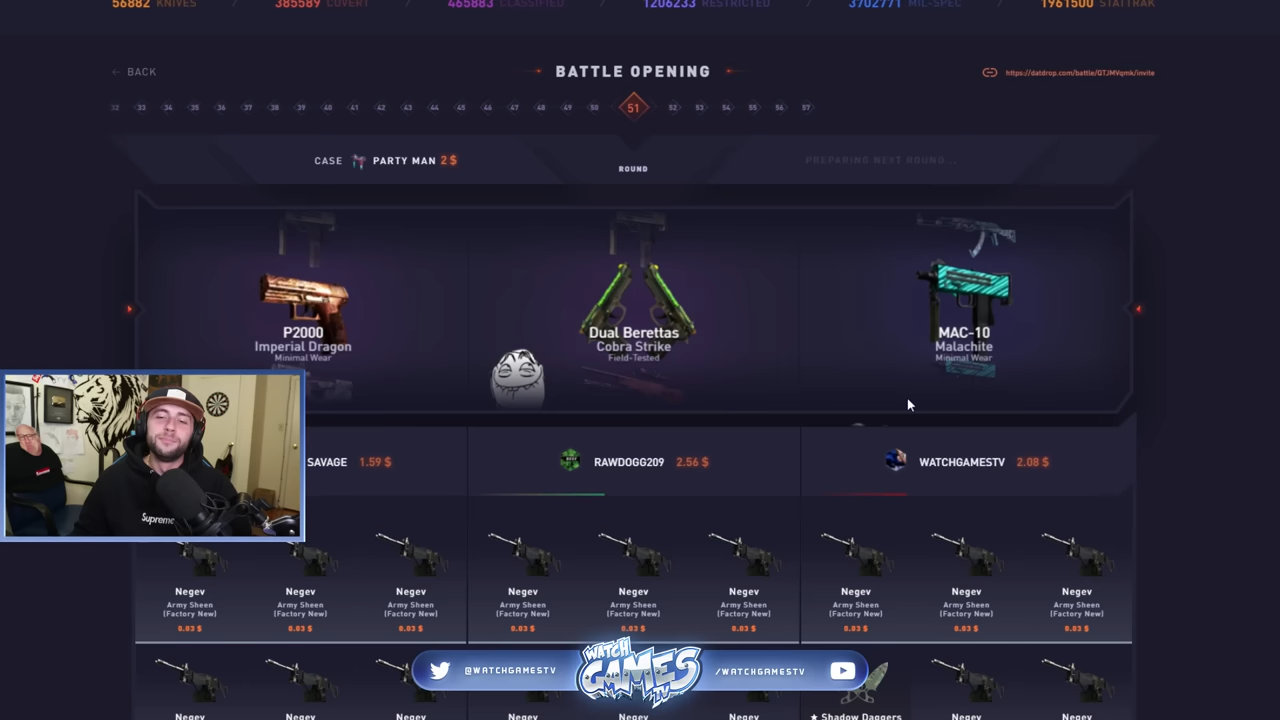 56882 KNIVES / 385589 COVERT / 465883 CLASSIFIED / 1206233 RESTRICTED / 3702771 MIL-SPEC / 1961500 STATTRAK
← BACK
BATTLE OPENING
https://datdrop.com/battle/QTJMVqmk/invite
32 33 34 35 36 37 38 39 40 41 42 43 44 45 46 47 48 49 50 51 52 53 54 55 56 57
CASE PARTY MAN 2 $
ROUND
PREPARING NEXT ROUND...
P2000
Imperial Dragon
Minimal Wear
Dual Berettas
Cobra Strike
Field-Tested
MAC-10
Malachite
Minimal Wear
SAVAGE 1.59 $
RAWDOGG209 2.56 $
WATCHGAMESTV 2.08 $
Supreme
Negev Negev Negev Negev Negev Negev Negev Negev Negev
Army Sheen Army Sheen Army Sheen Army Sheen Army Sheen Army Sheen Army Sheen Army Sheen Army Sheen
(Factory New) (Factory New) (Factory New) (Factory New) (Factory New) (Factory New) (Factory New) (Factory New) (Factory New)
0.03 $ 0.03 $ 0.03 $ 0.03 $ 0.03 $ 0.03 $ 0.03 $ 0.03 $ 0.03 $
@WATCHGAMESTV
WATCH
GAMES
TV
/WATCHGAMESTV
Negev Negev Negev Negev Negev ★ Shadow Daggers Negev Negev